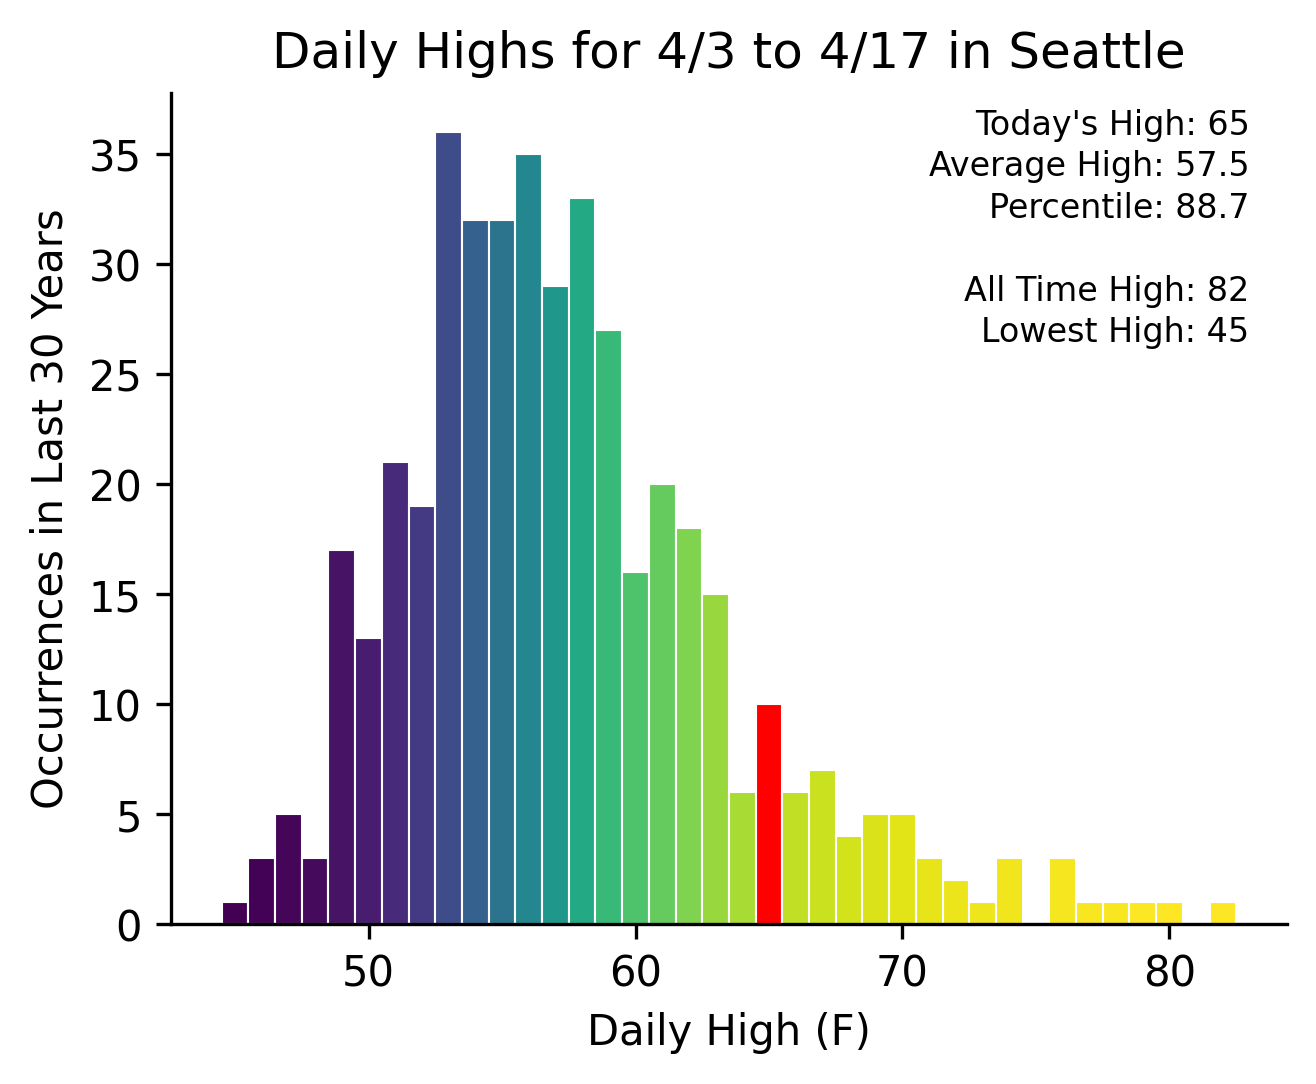 Daily Highs for 4/3 to 4/17 in Seattle
Today's High: 65
Average High: 57.5
Percentile: 88.7
All Time High: 82
Lowest High: 45
Occurrences in Last 30 Years
35
30
25
20
15
10
5
0
50
60
70
80
Daily High (F)